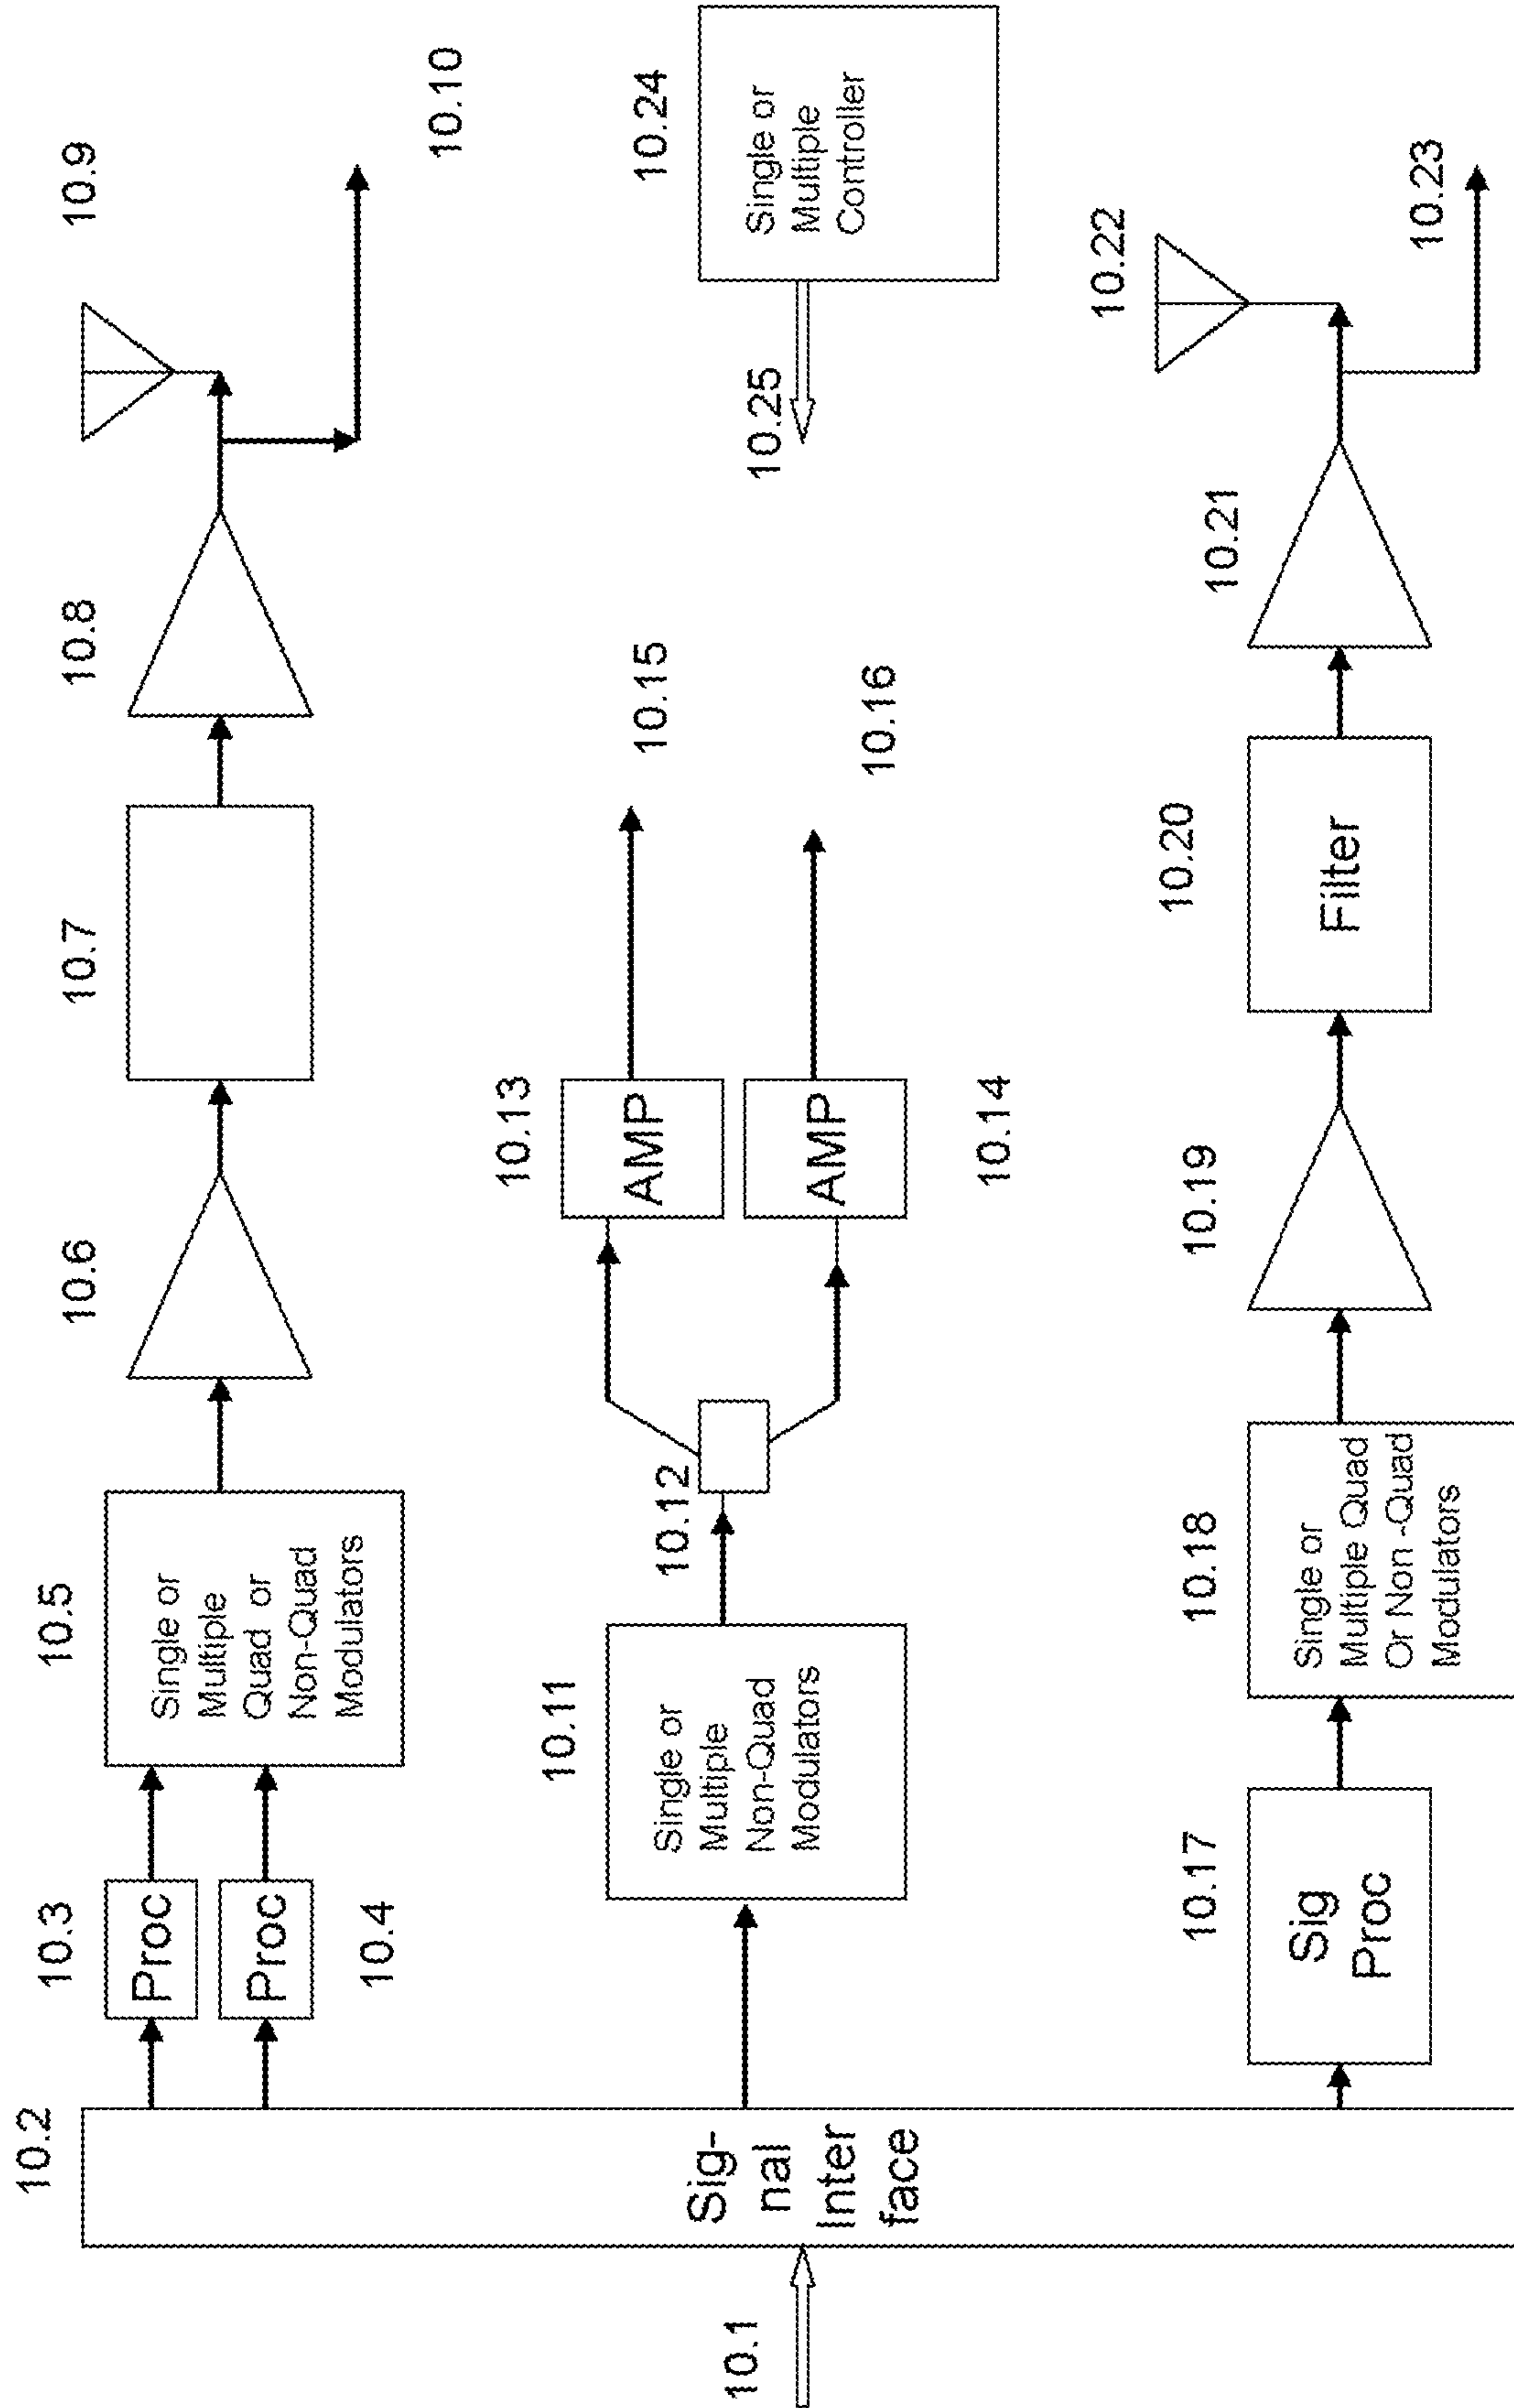 10.1
10.2
Sig-
nal
Inter
face
10.3
Proc
Proc
10.4
10.5
Single or
Multiple
Quad or
Non-Quad
Modulators
10.6
10.7
10.8
10.9
10.10
10.11
Single or
Multiple
Non-Quad
Modulators
10.12
10.13
AMP
AMP
10.14
10.15
10.16
10.24
Single or
Multiple
Controller
10.25
10.17
Sig
Proc
10.18
Single or
Multiple Quad
Or Non -Quad
Modulators
10.19
10.20
Filter
10.21
10.22
10.23